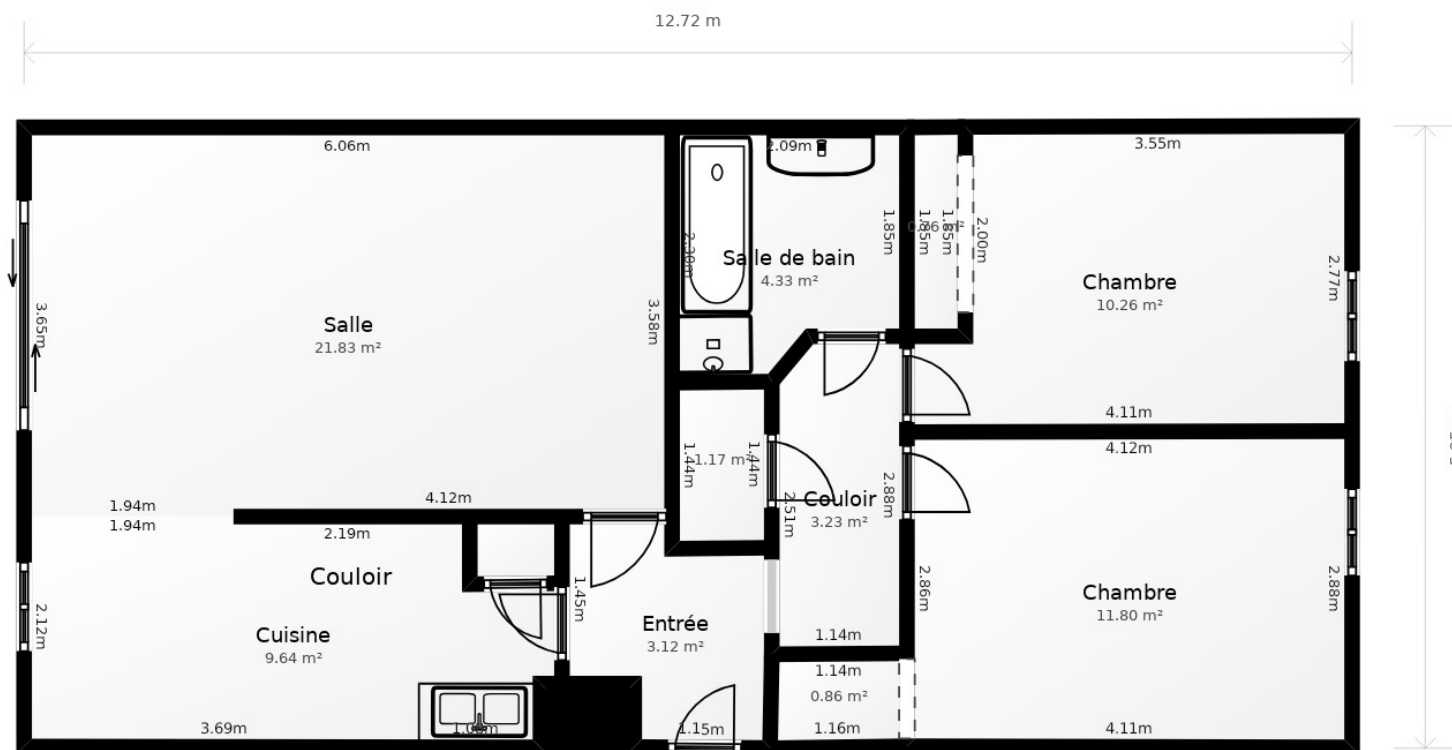 12.72 m
6.06m
2.09m
3.55m
3.65m
Salle
21.83 m²
3.58m
2.30m
Salle de bain
4.33 m²
1.85m
1.85m
1.85m
2.00m
Chambre
10.26 m²
2.77m
4.11m
4.12m
1.44m
1.17 m²
1.44m
2.51m
Couloir
3.23 m²
2.88m
1.94m
1.94m
4.12m
2.19m
Couloir
2.12m
Cuisine
9.64 m²
1.45m
Entrée
3.12 m²
2.86m
Chambre
11.80 m²
2.88m
1.14m
1.14m
0.86 m²
3.69m
1.15m
1.16m
4.11m